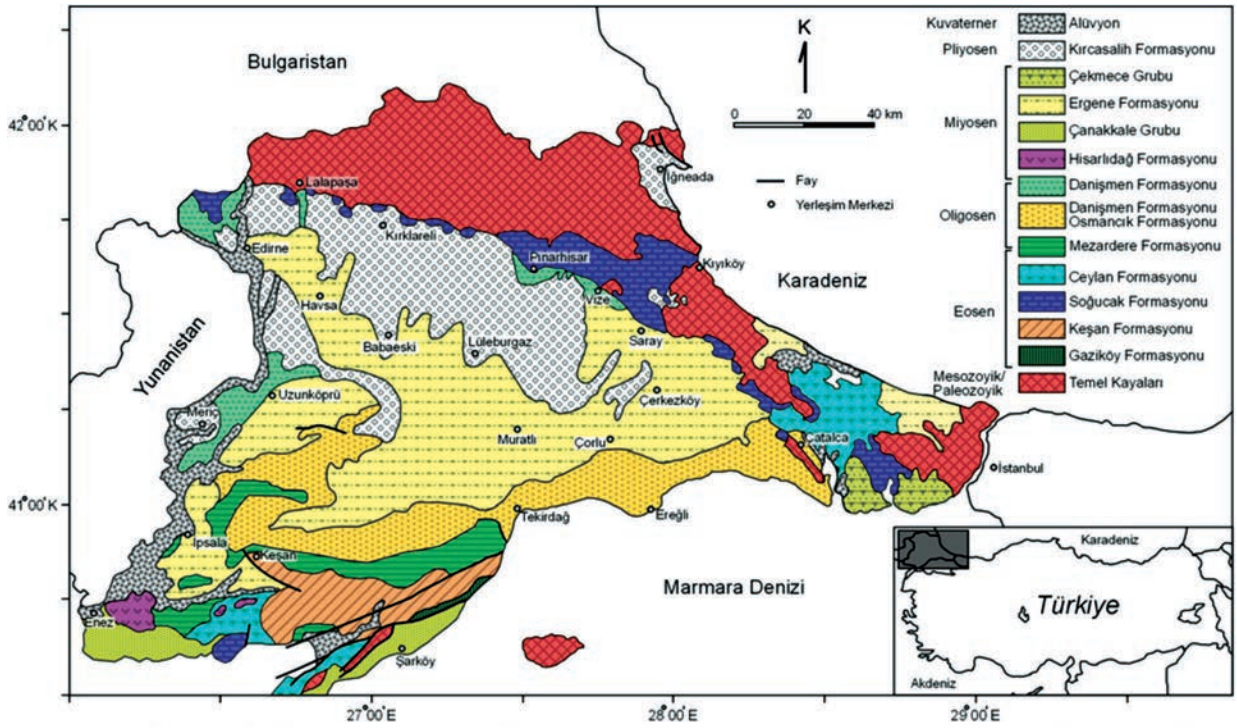 Bulgaristan
K
0 20 40 km
Fay
Yerleşim Merkezi
Kuvaterner
Alüvyon
Pliyosen
Kırcasalih Formasyonu
Miyosen
Çekmece Grubu
Ergene Formasyonu
Çanakkale Grubu
Hisarlıdağ Formasyonu
Oligosen
Danişmen Formasyonu
Danişmen Formasyonu
Osmancık Formasyonu
Mezardere Formasyonu
Eosen
Ceylan Formasyonu
Soğucak Formasyonu
Keşan Formasyonu
Gaziköy Formasyonu
Mesozoyik/
Paleozoyik
Temel Kayaları
42°00'K
41°00'K
Lalapaşa
İğneada
Kırklareli
Edirne
Pınarhisar
Kıyıköy
Karadeniz
Vize
Havsa
Yunanistan
Babaeski
Lüleburgaz
Saray
Uzunköprü
Çerkezköy
Meriç
Muratlı
Çorlu
Çatalca
İstanbul
Tekirdağ
Ereğli
İpsala
Keşan
Marmara Denizi
Enez
Şarköy
Karadeniz
Türkiye
Akdeniz
27°00'E
28°00'E
29°00'E